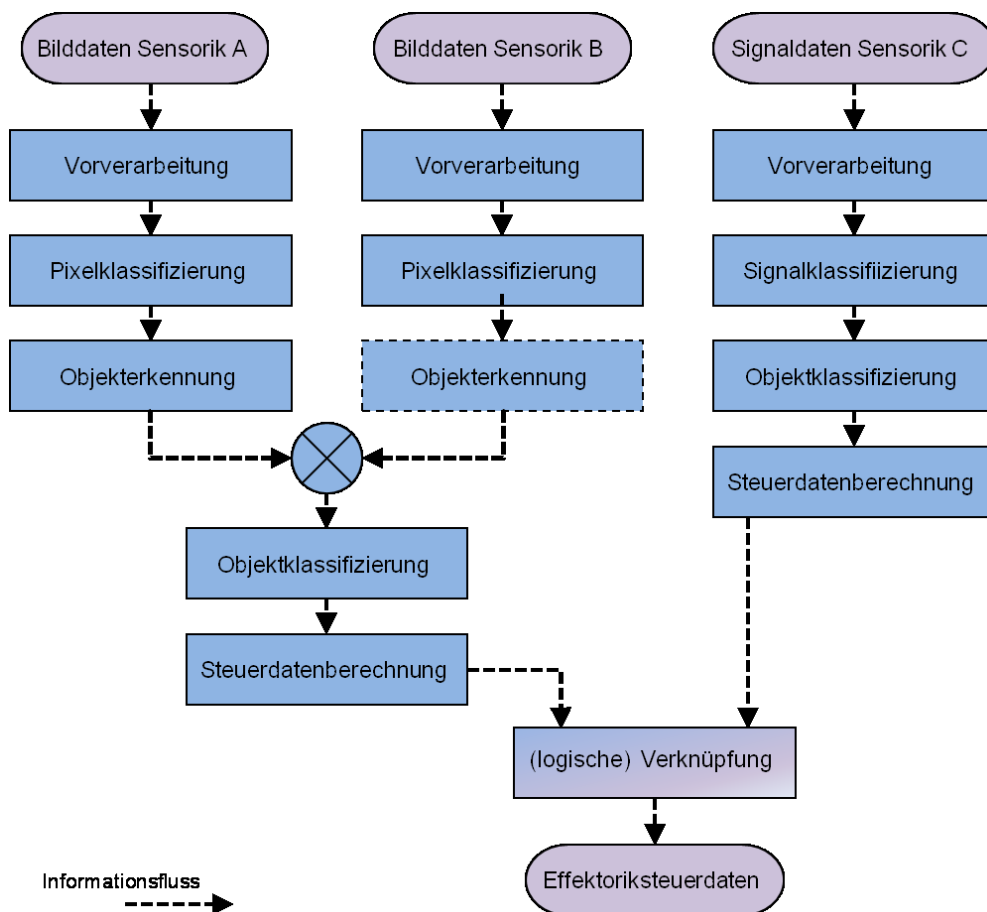 Bilddaten Sensorik A
Bilddaten Sensorik B
Signaldaten Sensorik C
Vorverarbeitung
Vorverarbeitung
Vorverarbeitung
Pixelklassifizierung
Pixelklassifizierung
Signalklassifiizierung
Objekterkennung
Objekterkennung
Objektklassifizierung
Steuerdatenberechnung
Objektklassifizierung
Steuerdatenberechnung
(logische) Verknüpfung
Effektoriksteuerdaten
Informationsfluss